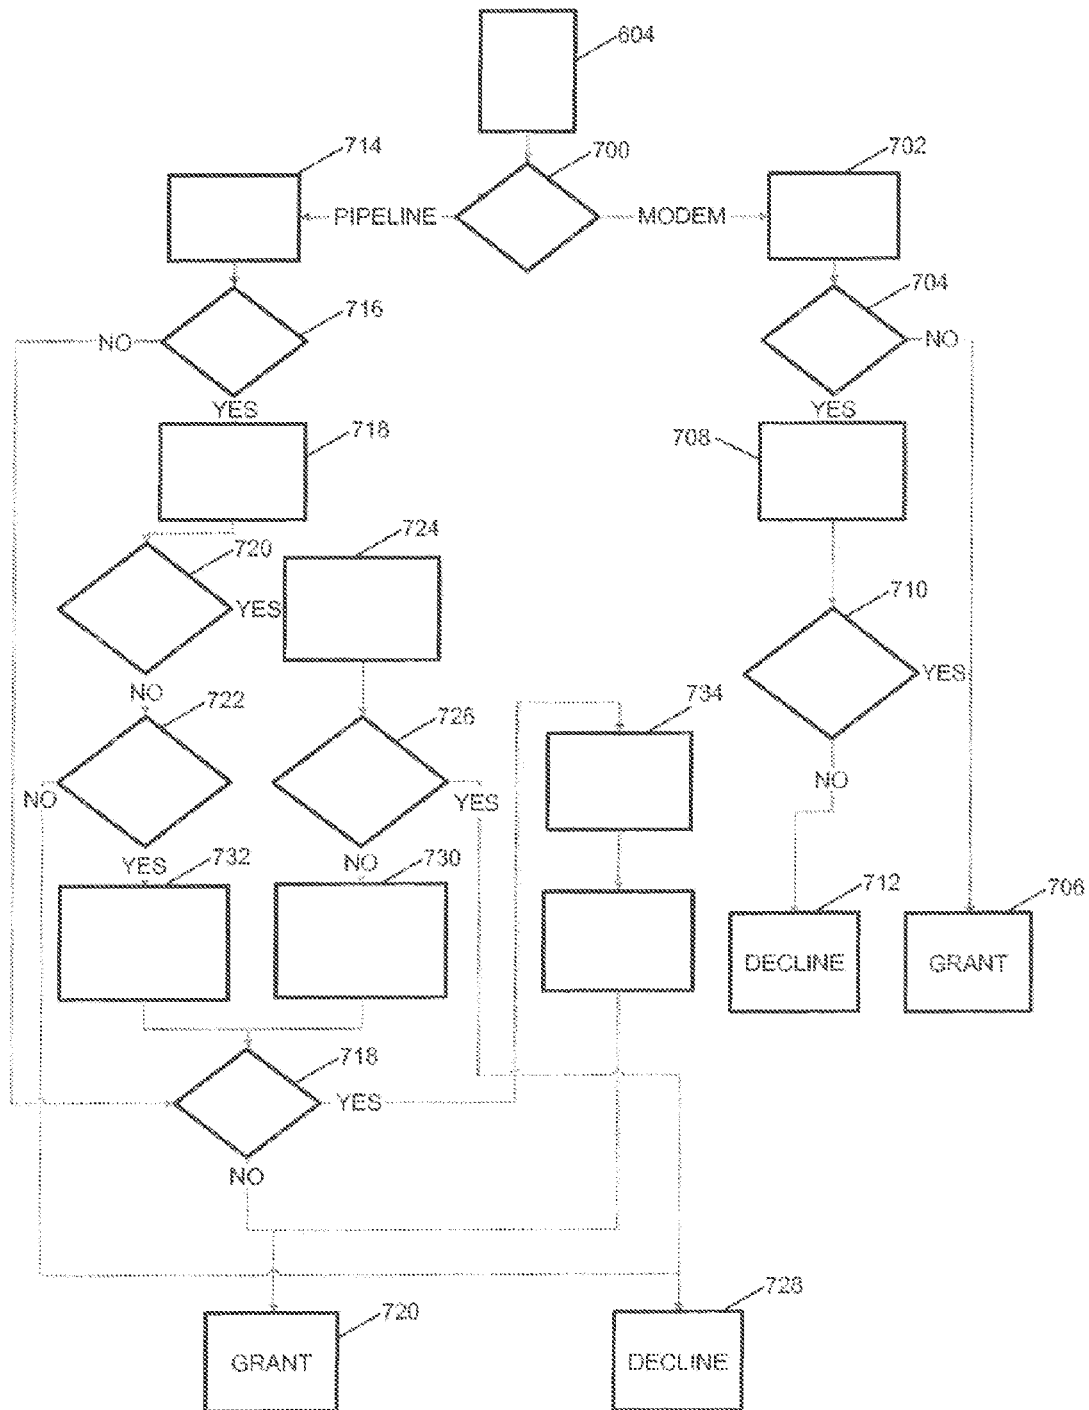 604
714
700
702
PIPELINE
MODEM
716
704
NO
NO
YES
YES
718
708
724
720
YES
710
YES
NO
722
726
734
NO
YES
NO
YES
732
NO
730
712
706
DECLINE
GRANT
718
YES
NO
728
720
GRANT
DECLINE